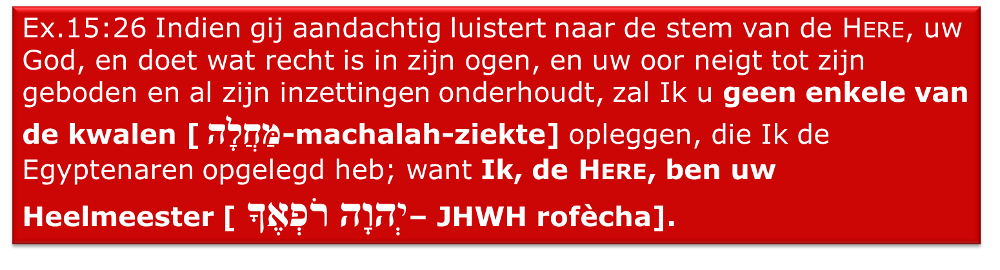 Ex.15:26 Indien gij aandachtig luistert naar de stem van de HERE, uw
God, en doet wat recht is in zijn ogen, en uw oor neigt tot zijn
geboden en al zijn inzettingen onderhoudt, zal Ik u geen enkele van
de kwalen [ מַּחֲלָה-machalah-ziekte] opleggen, die Ik de
Egyptenaren opgelegd heb; want Ik, de HERE, ben uw
Heelmeester [ יְהוָה רֹפְאֶךָ– JHWH rofècha].